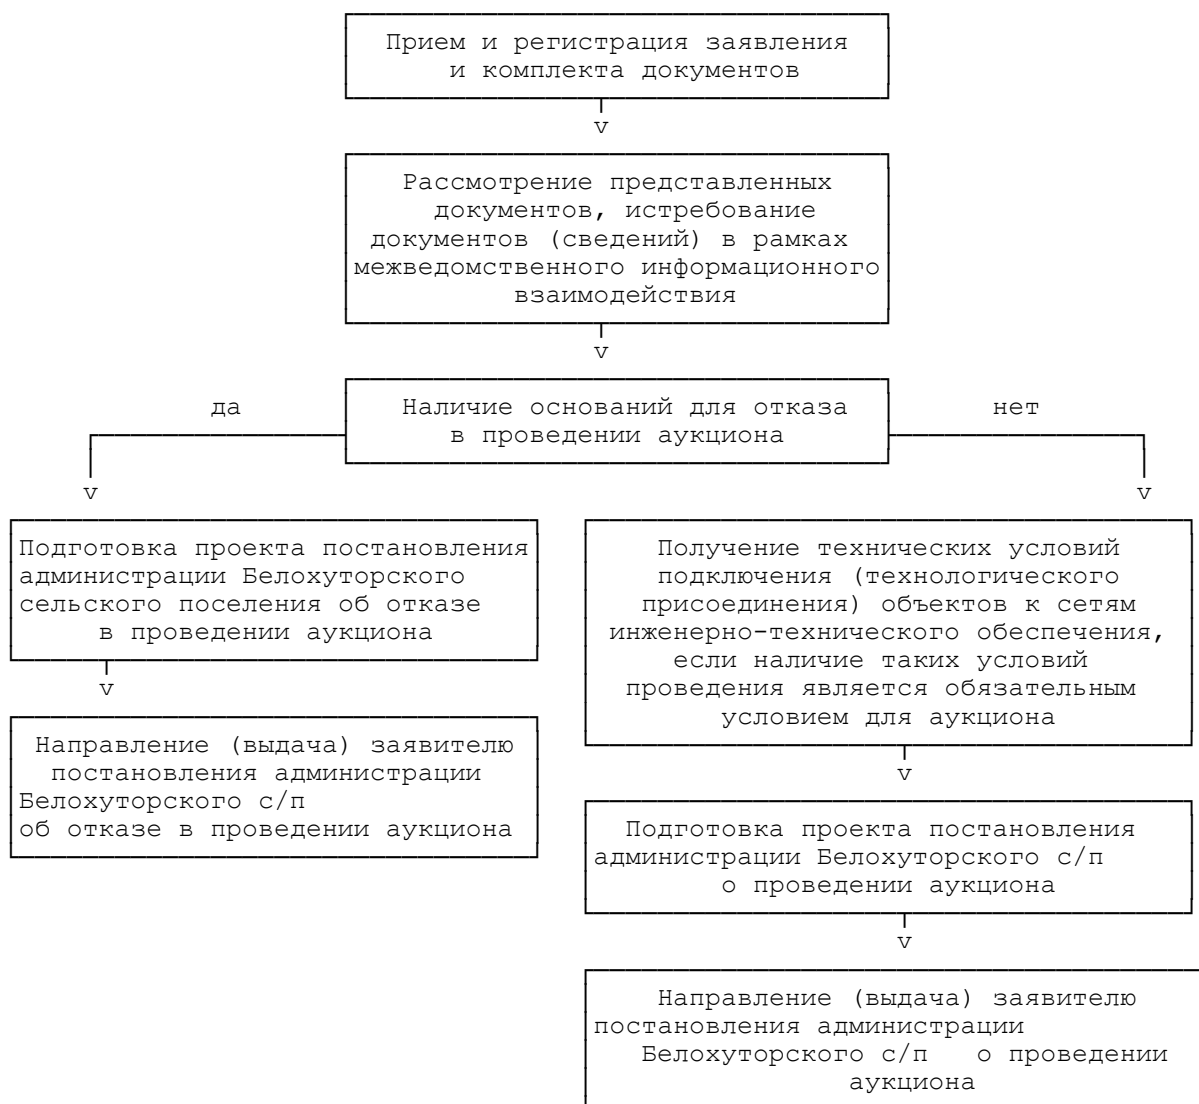 Прием и регистрация заявления
и комплекта документов
v
Рассмотрение представленных
документов, истребование
документов (сведений) в рамках
межведомственного информационного
взаимодействия
v
да
Наличие оснований для отказа
в проведении аукциона
нет
v
v
Подготовка проекта постановления
администрации Белохуторского
сельского поселения об отказе
в проведении аукциона
v
Направление (выдача) заявителю
постановления администрации
Белохуторского с/п
об отказе в проведении аукциона
Получение технических условий
подключения (технологического
присоединения) объектов к сетям
инженерно-технического обеспечения,
если наличие таких условий
проведения является обязательным
условием для аукциона
v
Подготовка проекта постановления
администрации Белохуторского с/п
о проведении аукциона
v
Направление (выдача) заявителю
постановления администрации
Белохуторского с/п о проведении
аукциона